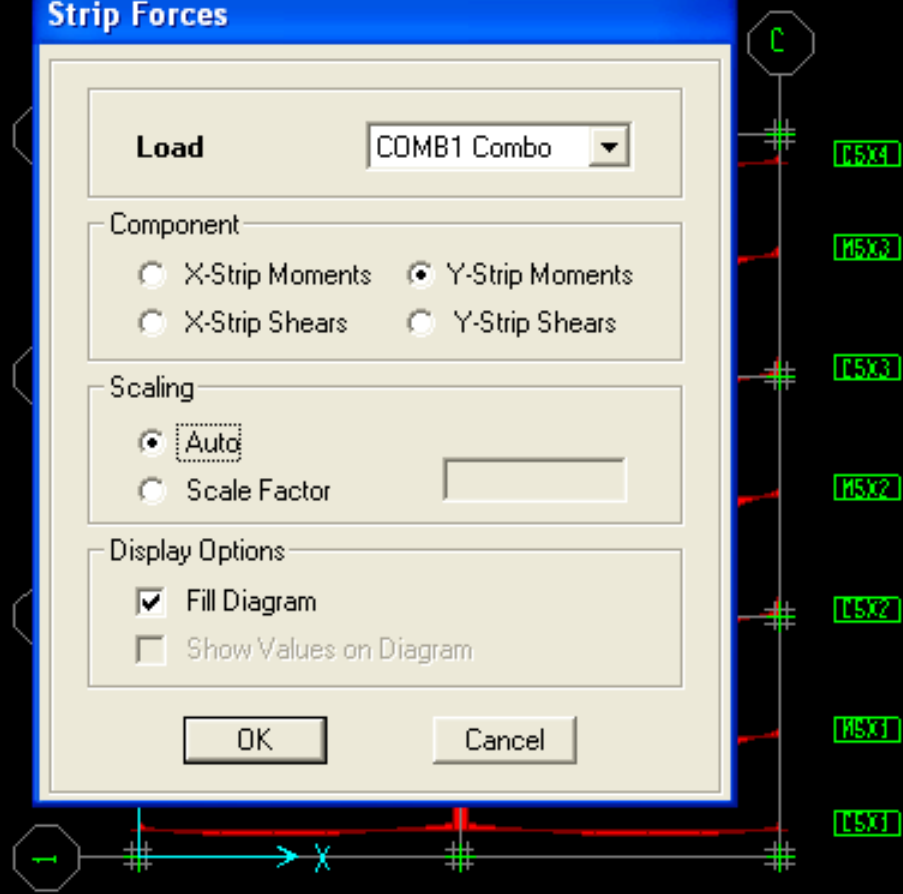 Strip Forces
C
Load COMB1 Combo
CSX4
Component
MSX3
X-Strip Moments Y-Strip Moments
X-Strip Shears Y-Strip Shears
CSX3
Scaling
Auto
Scale Factor
MSX2
Display Options
Fill Diagram
CSX2
Show Values on Diagram
OK Cancel
MSX1
CSX1
1
X